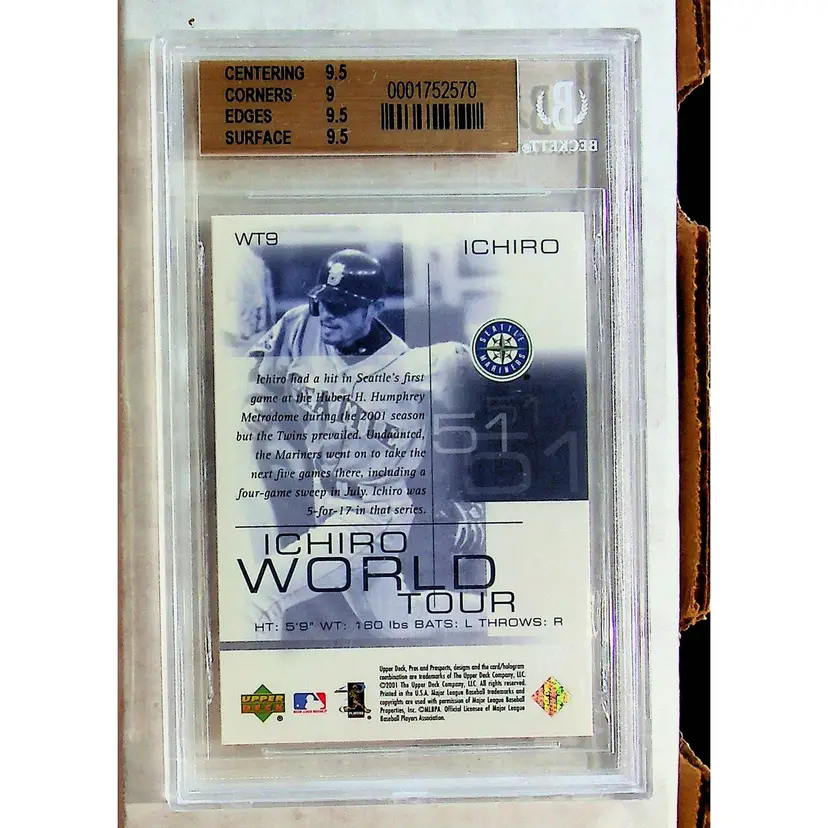 CENTERING 9.5
CORNERS 9
EDGES 9.5
SURFACE 9.5
0001752570
BECKETT
WT9
ICHIRO
SEATTLE
MARINERS
Ichiro had a hit in Seattle's first
game at the Hubert H. Humphrey
Metrodome during the 2001 season
but the Twins prevailed. Undaunted,
the Mariners went on to take the
next five games there, including a
four-game sweep in July. Ichiro was
5-for-17 in that series.
51
51
01
ICHIRO
WORLD
TOUR
HT: 5'9" WT: 160 lbs BATS: L THROWS: R
Upper Deck, Pros and Prospects, designs and the card/hologram
combination are trademarks of The Upper Deck Company, LLC.
©2001 The Upper Deck Company, LLC. All rights reserved.
Printed in the U.S.A. Major League Baseball trademarks and
copyrights are used with permission of Major League Baseball
Properties, Inc. ©MLBPA. Official Licensee of Major League
Baseball Players Association.
UPPER
DECK